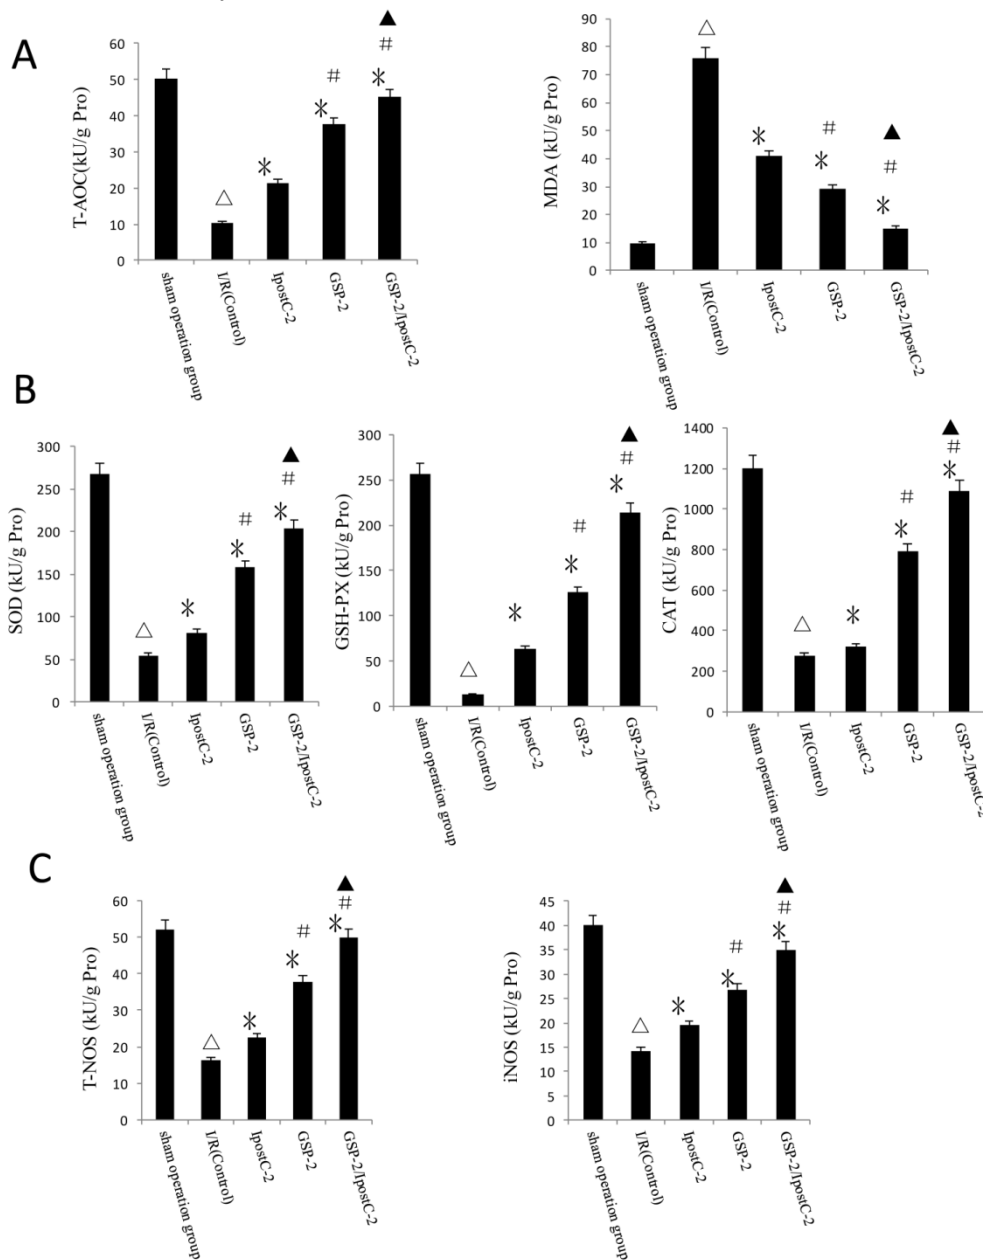 A
T-AOC(kU/g Pro)
60
50
40
30
20
10
0
△
*
* #
* # ▲
sham operation group
I/R(Control)
IpostC-2
GSP-2
GSP-2/IpostC-2
MDA (kU/g Pro)
90
80
70
60
50
40
30
20
10
0
△
*
* #
* # ▲
sham operation group
I/R(Control)
IpostC-2
GSP-2
GSP-2/IpostC-2
B
SOD (kU/g Pro)
300
250
200
150
100
50
0
△
*
* #
* # ▲
sham operation group
I/R(Control)
IpostC-2
GSP-2
GSP-2/IpostC-2
GSH-PX (kU/g Pro)
300
250
200
150
100
50
0
△
*
* #
* # ▲
sham operation group
I/R(Control)
IpostC-2
GSP-2
GSP-2/IpostC-2
CAT (kU/g Pro)
1400
1200
1000
800
600
400
200
0
△
*
* #
* # ▲
sham operation group
I/R(Control)
IpostC-2
GSP-2
GSP-2/IpostC-2
C
T-NOS (kU/g Pro)
60
50
40
30
20
10
0
△
*
* #
* # ▲
sham operation group
I/R(Control)
IpostC-2
GSP-2
GSP-2/IpostC-2
iNOS (kU/g Pro)
45
40
35
30
25
20
15
10
5
0
△
*
* #
* # ▲
sham operation group
I/R(Control)
IpostC-2
GSP-2
GSP-2/IpostC-2